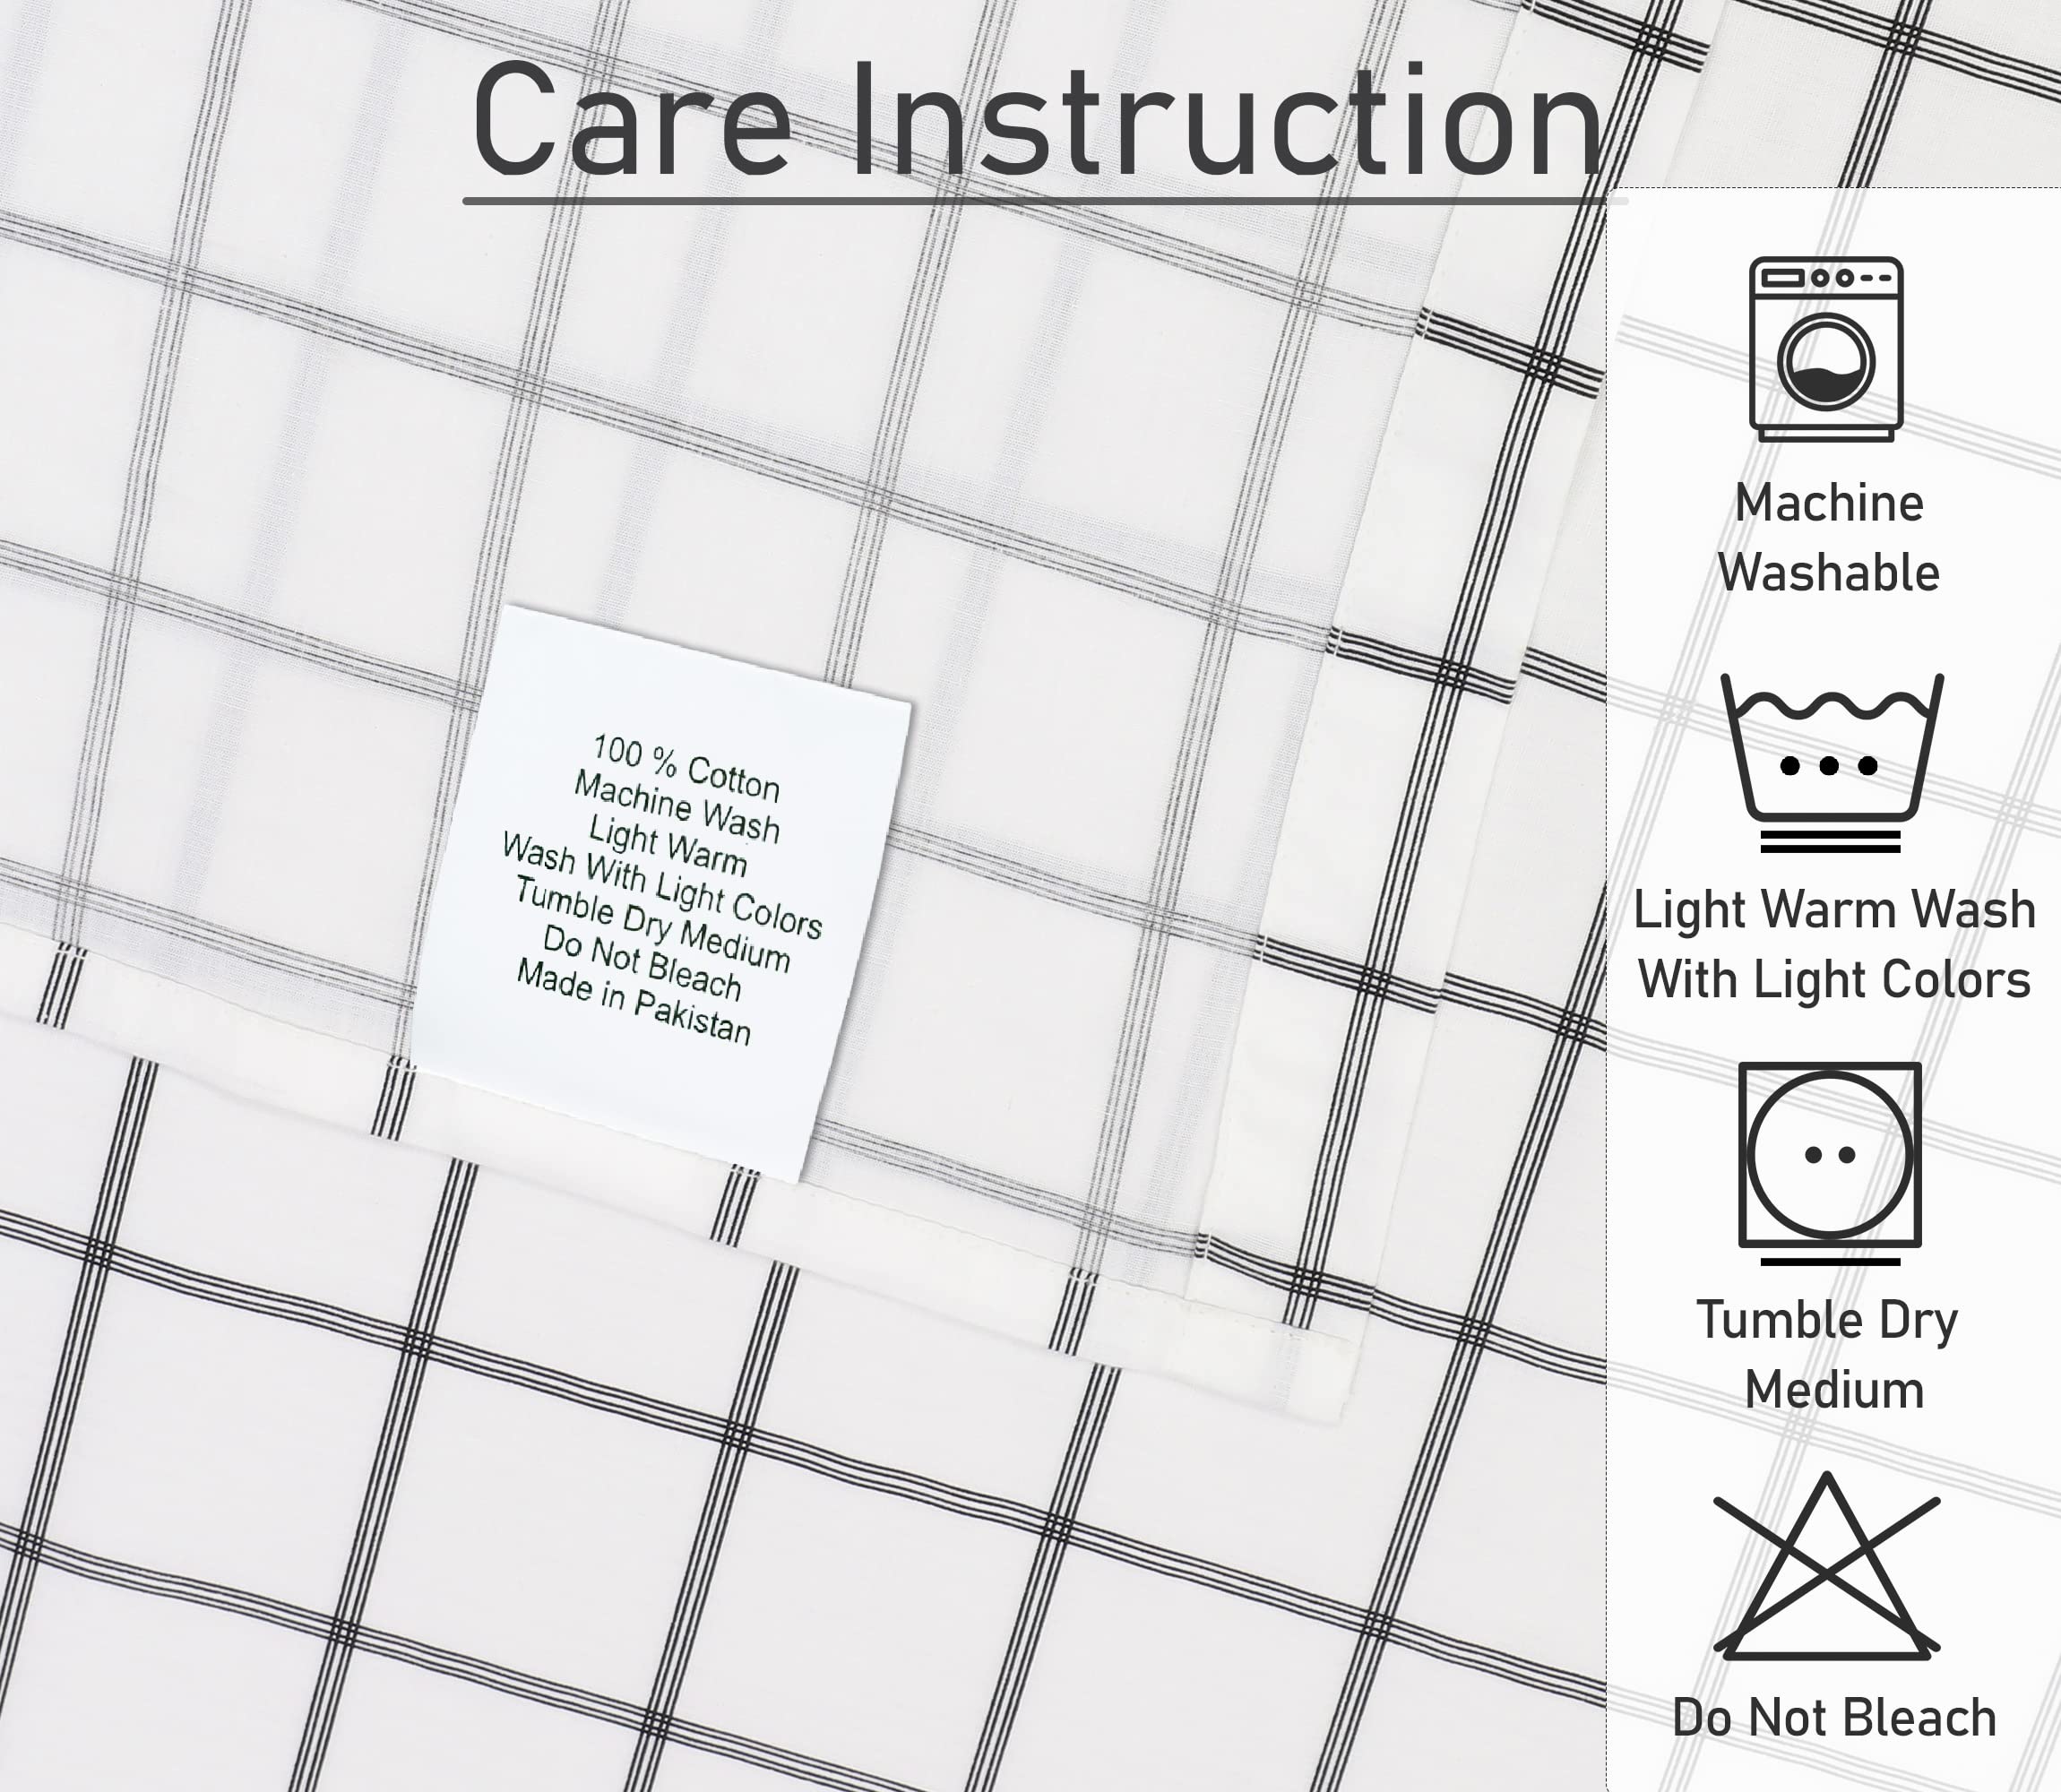 Care Instruction
100 % Cotton
Machine Wash
Light Warm
Wash With Light Colors
Tumble Dry Medium
Do Not Bleach
Made in Pakistan
Machine
Washable
Light Warm Wash
With Light Colors
Tumble Dry
Medium
Do Not Bleach